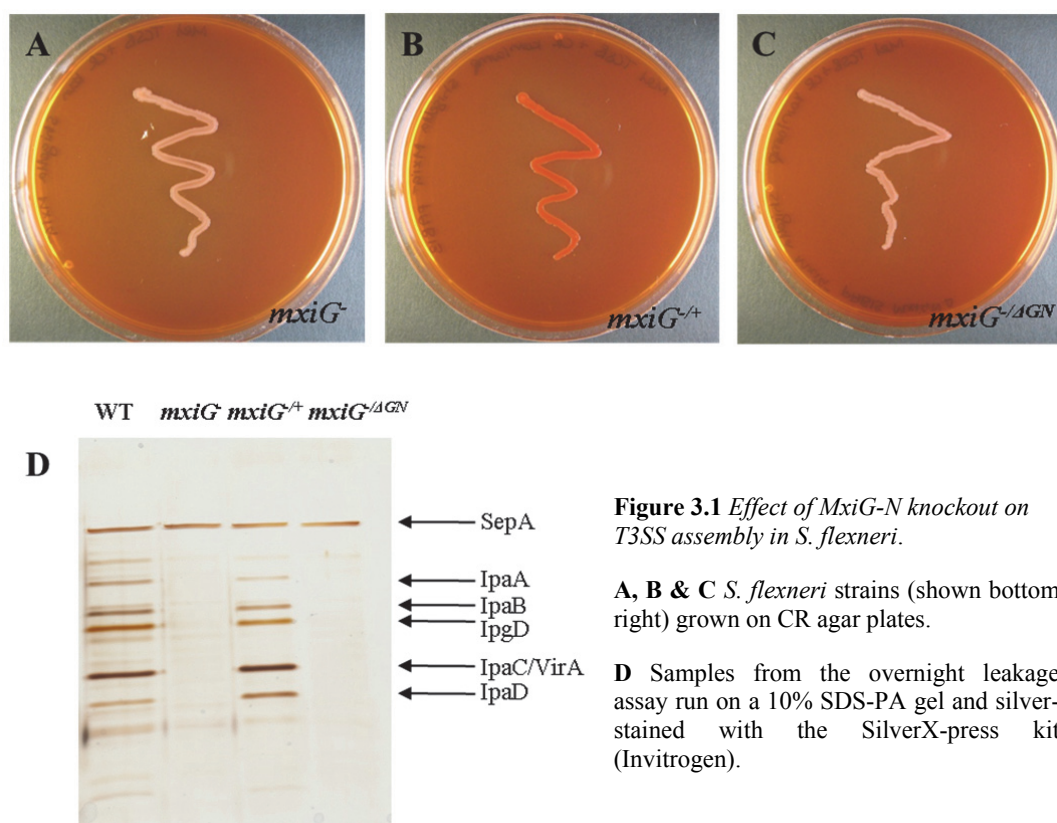 A
mxiG-
B
mxiG-/+
C
mxiG-/ΔGN
WT mxiG- mxiG-/+ mxiG-/ΔGN
D
SepA
IpaA
IpaB
IpgD
IpaC/VirA
IpaD
Figure 3.1 Effect of MxiG-N knockout on
T3SS assembly in S. flexneri.
A, B & C S. flexneri strains (shown bottom
right) grown on CR agar plates.
D Samples from the overnight leakage
assay run on a 10% SDS-PA gel and silver-
stained with the SilverX-press kit
(Invitrogen).